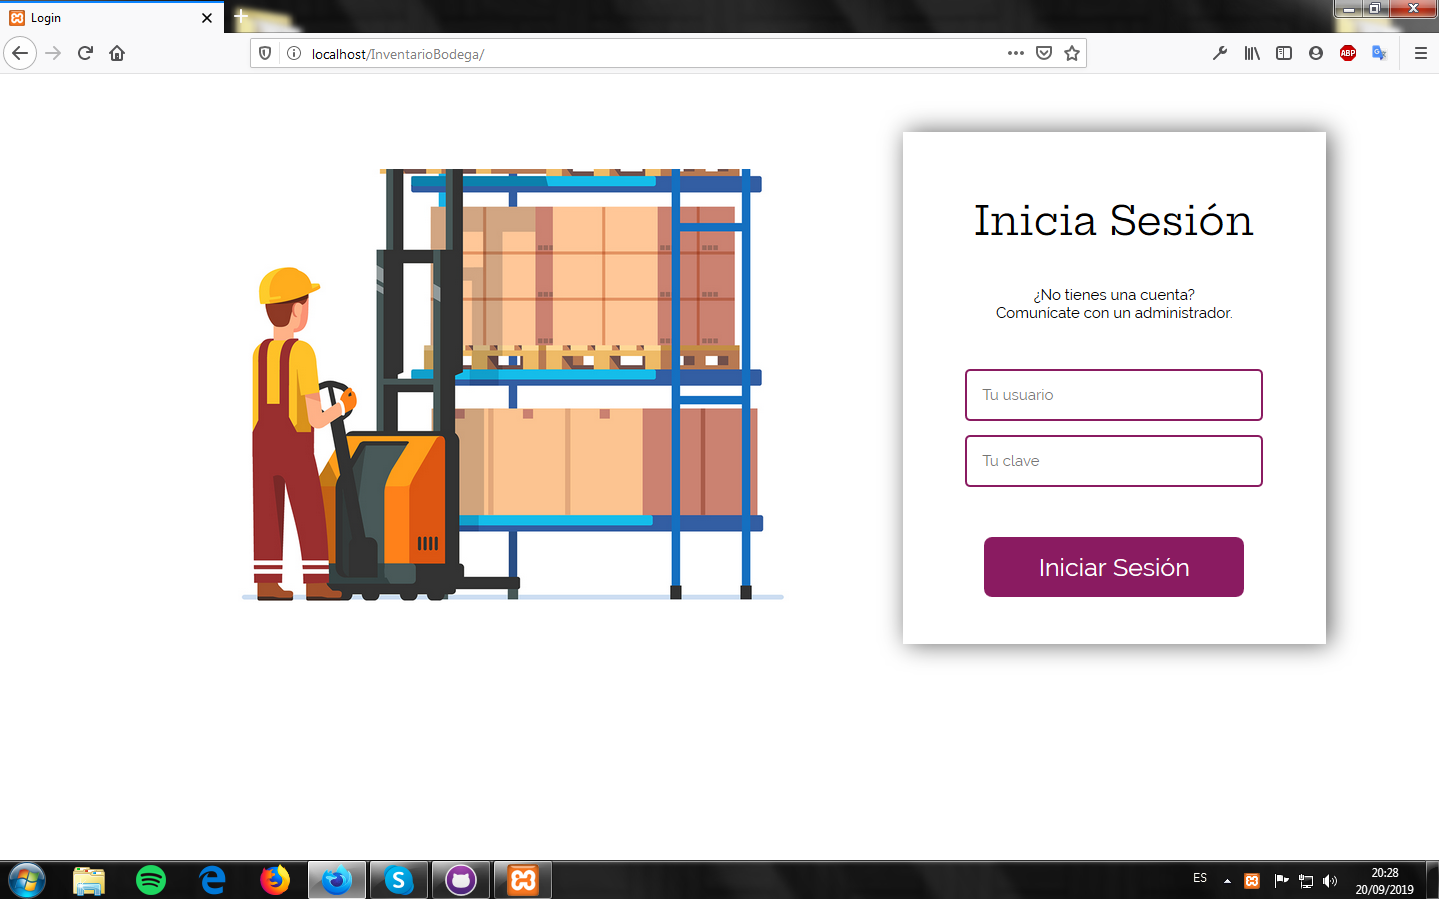 Login
localhost/InventarioBodega/
ABP
Inicia Sesión
¿No tienes una cuenta?
Comunicate con un administrador.
Tu usuario
Tu clave
Iniciar Sesión
ES
20:28
20/09/2019